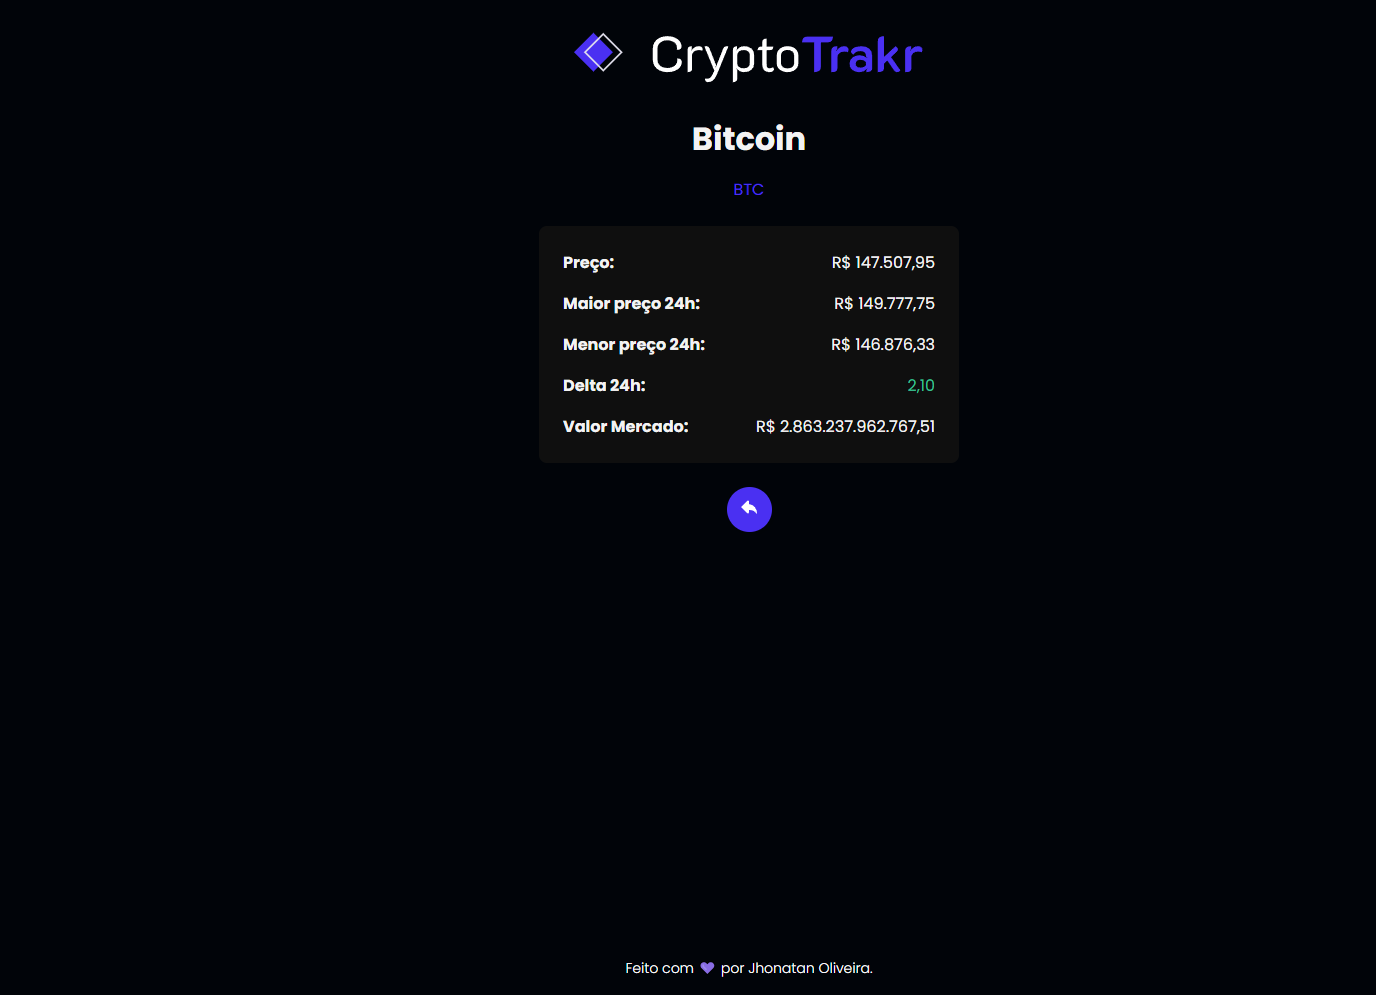 CryptoTrakr
Bitcoin
BTC
Preço: R$ 147.507,95
Maior preço 24h: R$ 149.777,75
Menor preço 24h: R$ 146.876,33
Delta 24h: 2,10
Valor Mercado: R$ 2.863.237.962.767,51
Feito com 💜 por Jhonatan Oliveira.